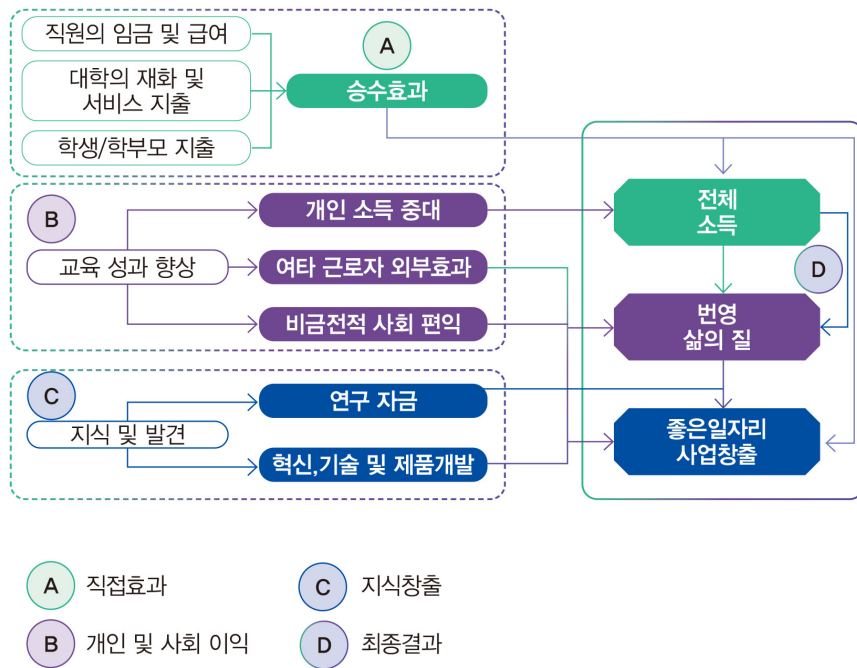 직원의 임금 및 급여
A
대학의 재화 및
서비스 지출
승수효과
학생/학부모 지출
B
개인 소득 중대
전체
소득
교육 성과 향상
여타 근로자 외부효과
D
비금전적 사회 편익
번영
삶의 질
C
연구 자금
지식 및 발견
좋은일자리
사업창출
혁신,기술 및 제품개발
A 직접효과
C 지식창출
B 개인 및 사회 이익
D 최종결과